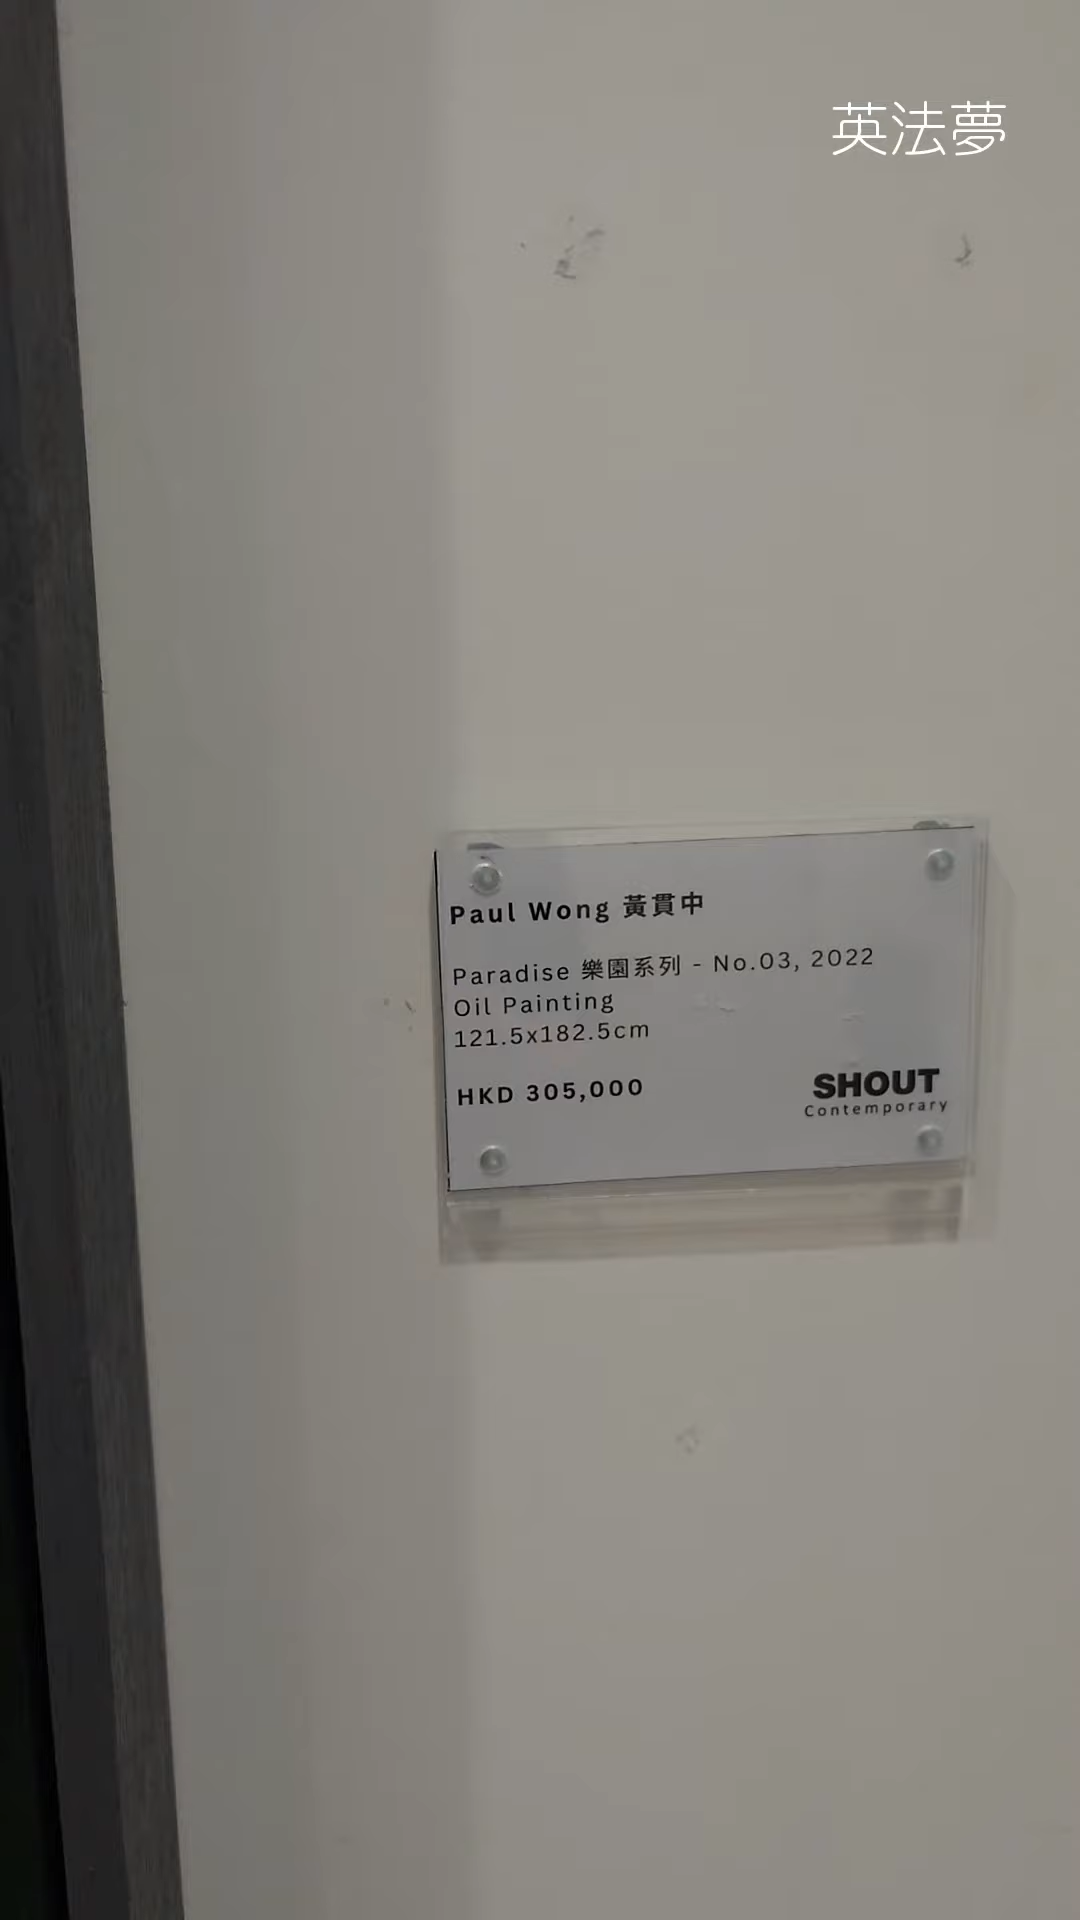 英法夢
Paul Wong 黃貫中
Paradise 樂園系列 - No.03, 2022
Oil Painting
121.5x182.5cm
HKD 305,000
SHOUT
Contemporary